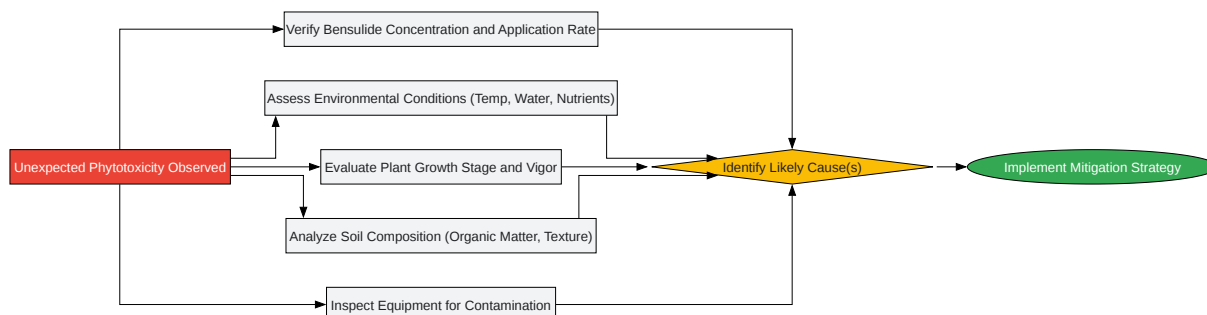 Verify Bensulide Concentration and Application Rate
Assess Environmental Conditions (Temp, Water, Nutrients)
Unexpected Phytotoxicity Observed
Evaluate Plant Growth Stage and Vigor
Identify Likely Cause(s)
Implement Mitigation Strategy
Analyze Soil Composition (Organic Matter, Texture)
Inspect Equipment for Contamination